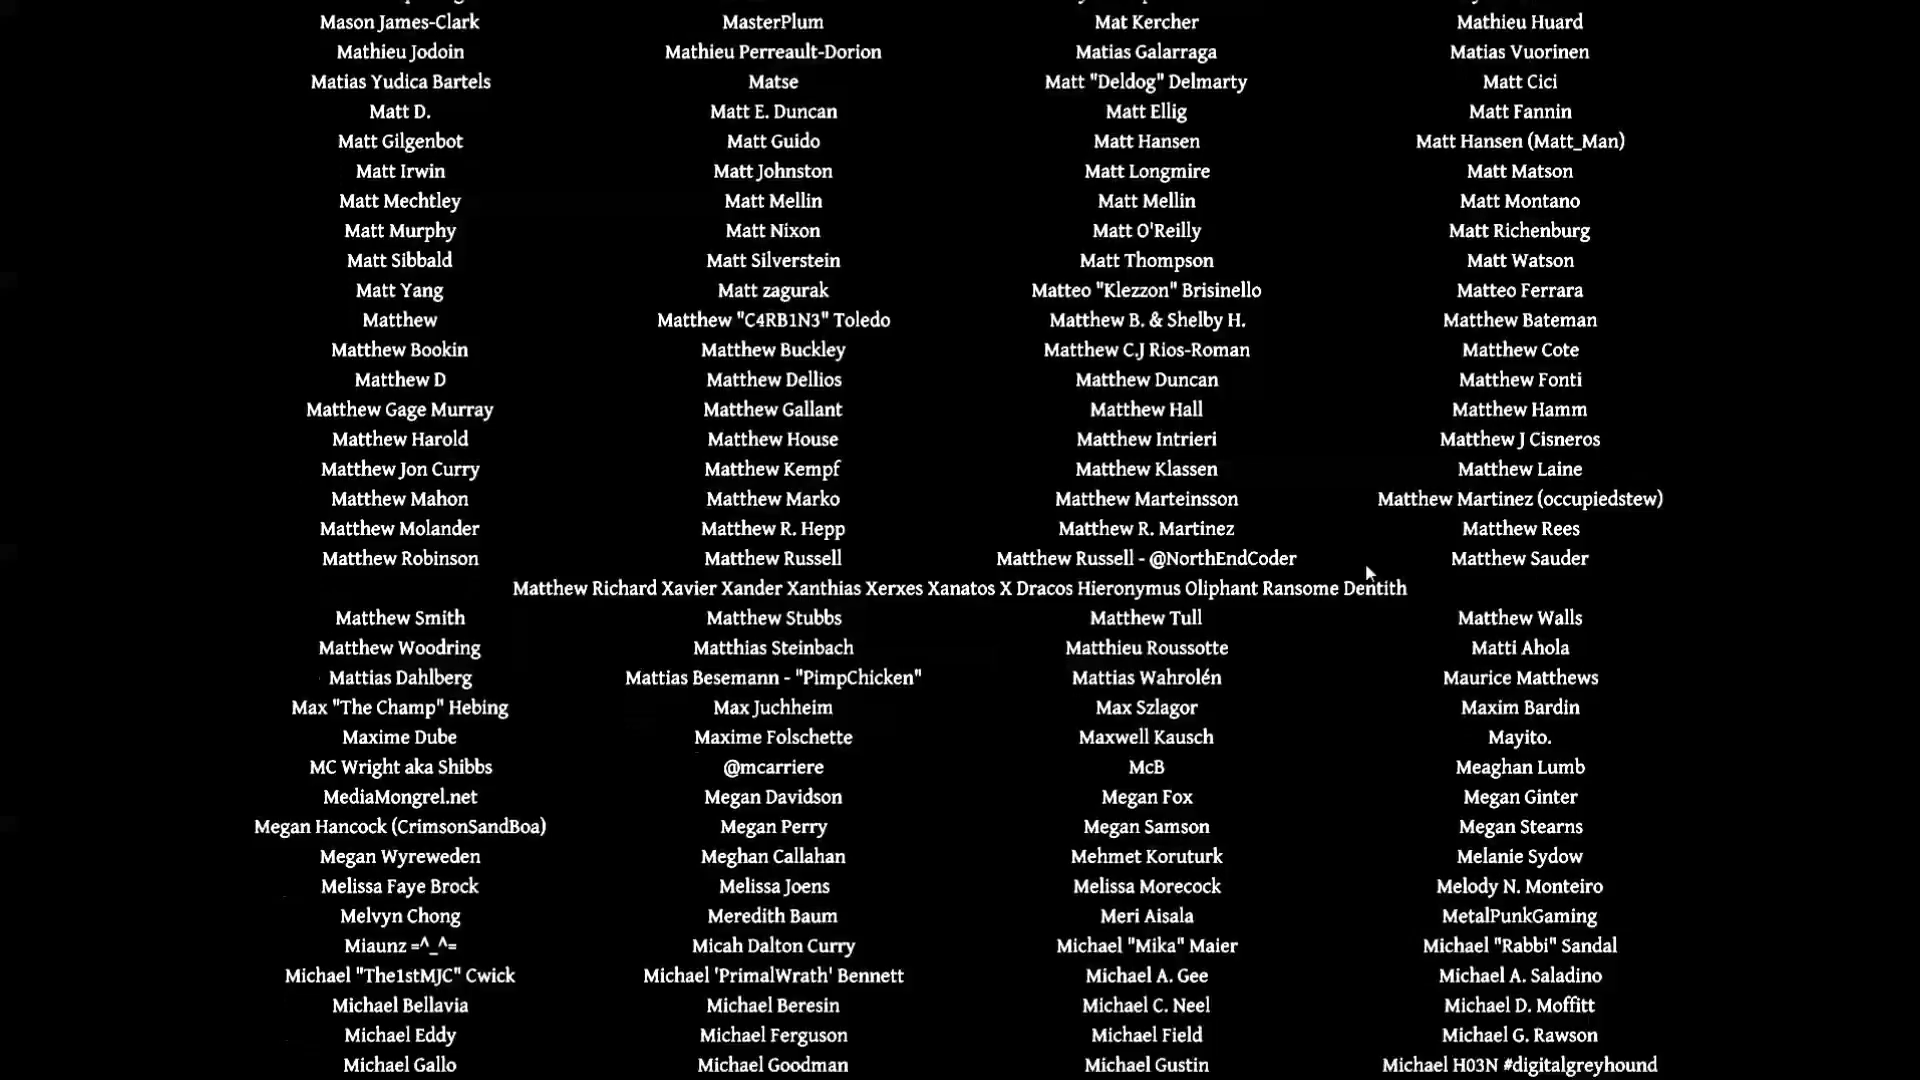 Mason James-Clark MasterPlum Mat Kercher Mathieu Huard
Mathieu Jodoin Mathieu Perreault-Dorion Matias Galarraga Matias Vuorinen
Matias Yudica Bartels Matse Matt "Deldog" Delmarty Matt Cici
Matt D. Matt E. Duncan Matt Ellig Matt Fannin
Matt Gilgenbot Matt Guido Matt Hansen Matt Hansen (Matt_Man)
Matt Irwin Matt Johnston Matt Longmire Matt Matson
Matt Mechtley Matt Mellin Matt Mellin Matt Montano
Matt Murphy Matt Nixon Matt O'Reilly Matt Richenburg
Matt Sibbald Matt Silverstein Matt Thompson Matt Watson
Matt Yang Matt zagurak Matteo "Klezzon" Brisinello Matteo Ferrara
Matthew Matthew "C4RB1N3" Toledo Matthew B. & Shelby H. Matthew Bateman
Matthew Bookin Matthew Buckley Matthew C.J Rios-Roman Matthew Cote
Matthew D Matthew Dellios Matthew Duncan Matthew Fonti
Matthew Gage Murray Matthew Gallant Matthew Hall Matthew Hamm
Matthew Harold Matthew House Matthew Intrieri Matthew J Cisneros
Matthew Jon Curry Matthew Kempf Matthew Klassen Matthew Laine
Matthew Mahon Matthew Marko Matthew Marteinsson Matthew Martinez (occupiedstew)
Matthew Molander Matthew R. Hepp Matthew R. Martinez Matthew Rees
Matthew Robinson Matthew Russell Matthew Russell - @NorthEndCoder Matthew Sauder
Matthew Richard Xavier Xander Xanthias Xerxes Xanatos X Dracos Hieronymus Oliphant Ransome Dentith
Matthew Smith Matthew Stubbs Matthew Tull Matthew Walls
Matthew Woodring Matthias Steinbach Matthieu Roussotte Matti Ahola
Mattias Dahlberg Mattias Besemann - "PimpChicken" Mattias Wahrolén Maurice Matthews
Max "The Champ" Hebing Max Juchheim Max Szlagor Maxim Bardin
Maxime Dube Maxime Folschette Maxwell Kausch Mayito.
MC Wright aka Shibbs @mcarriere McB Meaghan Lumb
MediaMongrel.net Megan Davidson Megan Fox Megan Ginter
Megan Hancock (CrimsonSandBoa) Megan Perry Megan Samson Megan Stearns
Megan Wyreweden Meghan Callahan Mehmet Koruturk Melanie Sydow
Melissa Faye Brock Melissa Joens Melissa Morecock Melody N. Monteiro
Melvyn Chong Meredith Baum Meri Aisala MetalPunkGaming
Miaunz =^_^= Micah Dalton Curry Michael "Mika" Maier Michael "Rabbi" Sandal
Michael "The1stMJC" Cwick Michael 'PrimalWrath' Bennett Michael A. Gee Michael A. Saladino
Michael Bellavia Michael Beresin Michael C. Neel Michael D. Moffitt
Michael Eddy Michael Ferguson Michael Field Michael G. Rawson
Michael Gallo Michael Goodman Michael Gustin Michael H03N #digitalgreyhound